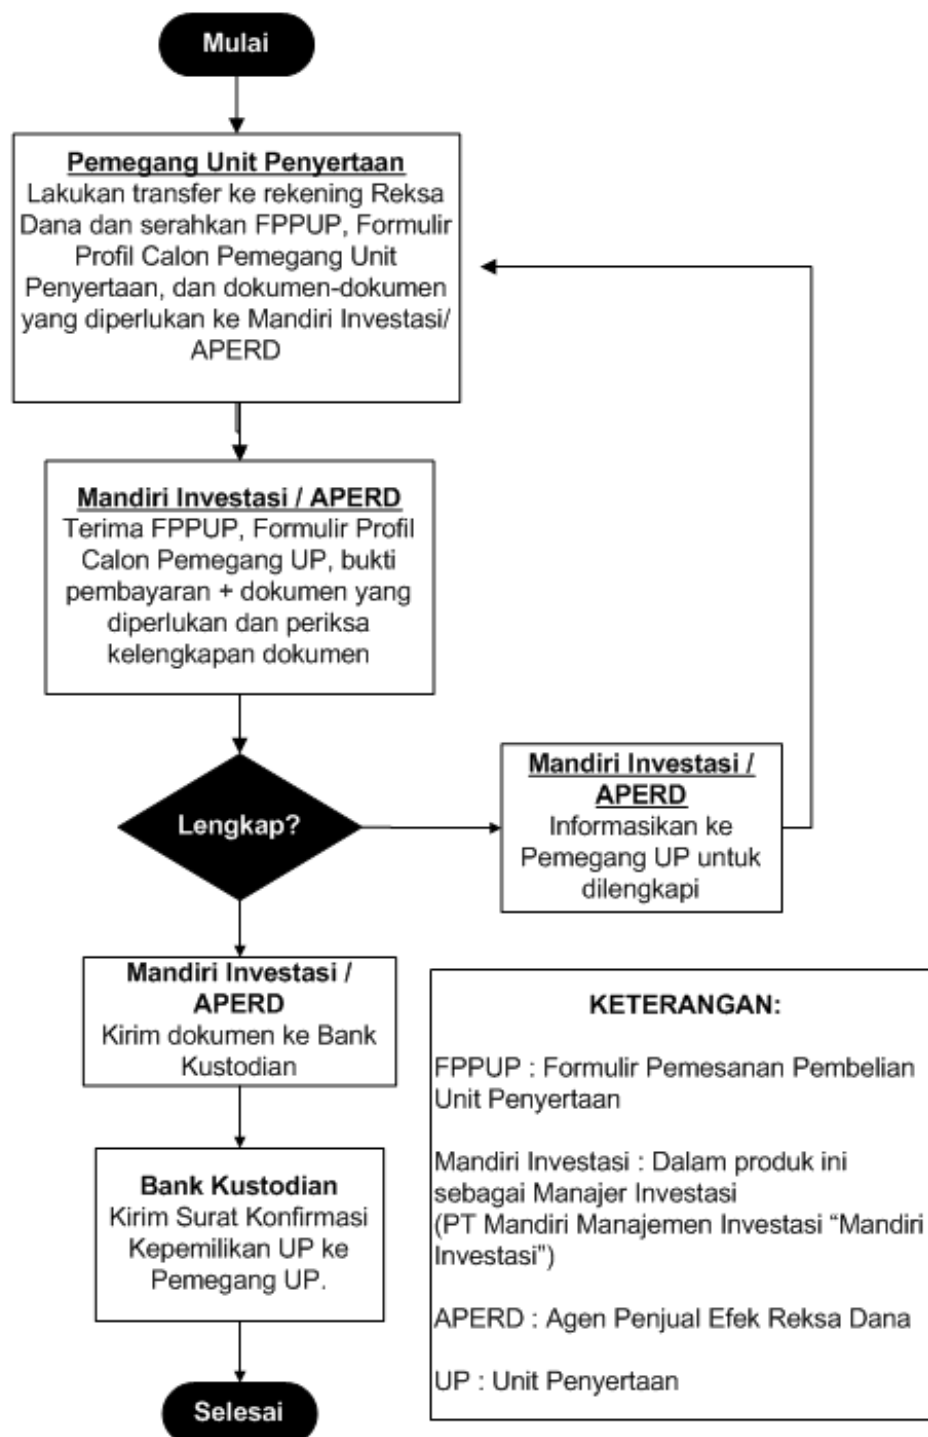 Mulai
Pemegang Unit Penyertaan
Lakukan transfer ke rekening Reksa
Dana dan serahkan FPPUP, Formulir
Profil Calon Pemegang Unit
Penyertaan, dan dokumen-dokumen
yang diperlukan ke Mandiri Investasi/
APERD
Mandiri Investasi / APERD
Terima FPPUP, Formulir Profil
Calon Pemegang UP, bukti
pembayaran + dokumen yang
diperlukan dan periksa
kelengkapan dokumen
Lengkap?
Mandiri Investasi /
APERD
Informasikan ke
Pemegang UP untuk
dilengkapi
Mandiri Investasi /
APERD
Kirim dokumen ke Bank
Kustodian
Bank Kustodian
Kirim Surat Konfirmasi
Kepemilikan UP ke
Pemegang UP.
Selesai
KETERANGAN:
FPPUP : Formulir Pemesanan Pembelian
Unit Penyertaan
Mandiri Investasi : Dalam produk ini
sebagai Manajer Investasi
(PT Mandiri Manajemen Investasi “Mandiri
Investasi”)
APERD : Agen Penjual Efek Reksa Dana
UP : Unit Penyertaan